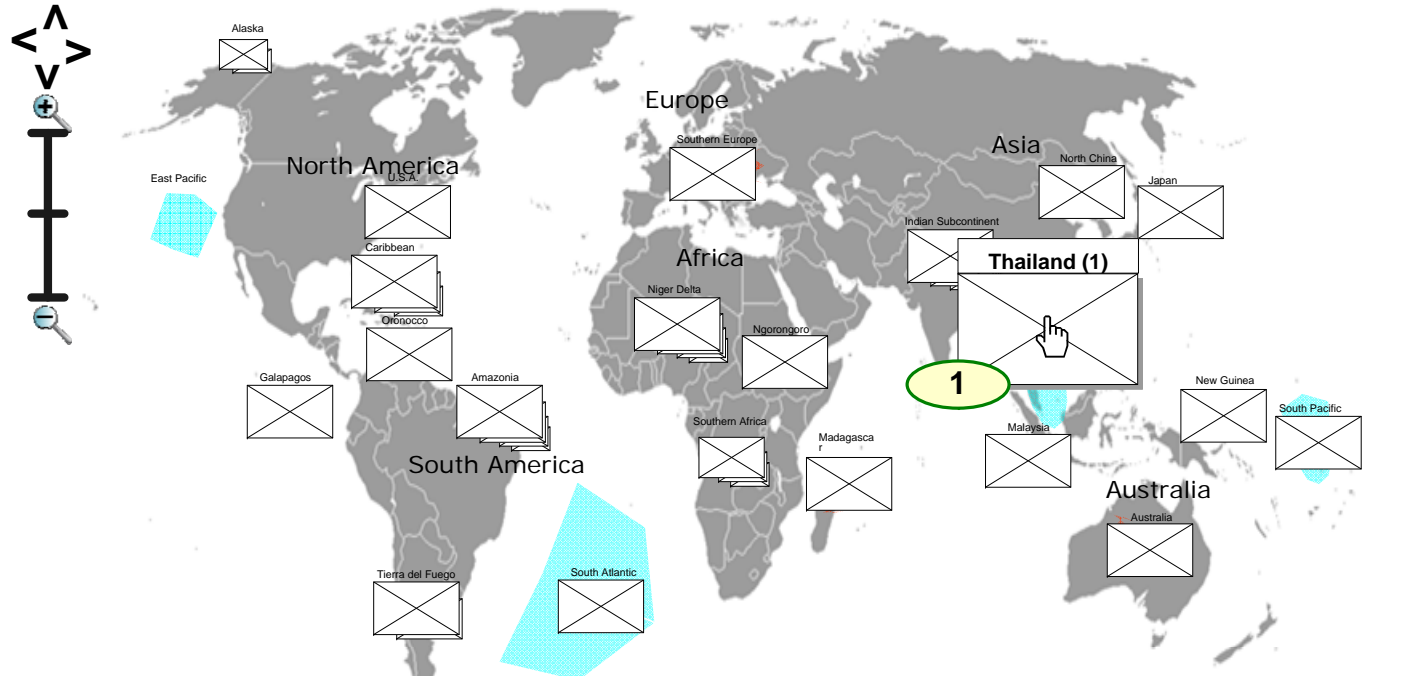 Alaska
Europe
Southern Europe
Asia
North America
North China
U.S.A.
East Pacific
Japan
Indian Subcontinent
Caribbean
Africa
Thailand (1)
Niger Delta
Oronocco
Ngorongoro
Galapagos
Amazonia
1
New Guinea
South Pacific
Southern Africa
Malaysia
Madagasca
r
South America
Australia
Australia
Tierra del Fuego
South Atlantic